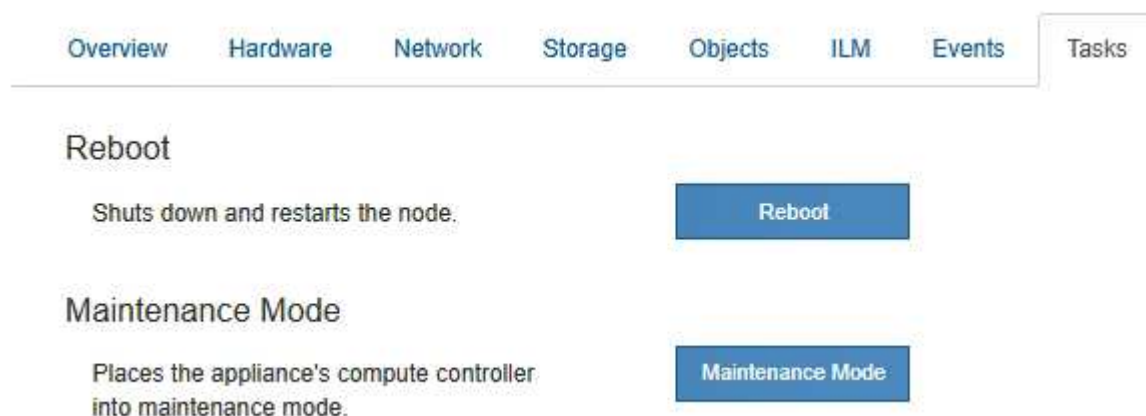 Overview Hardware Network Storage Objects ILM Events Tasks
Reboot
Shuts down and restarts the node. Reboot
Maintenance Mode
Places the appliance's compute controller Maintenance Mode
into maintenance mode.